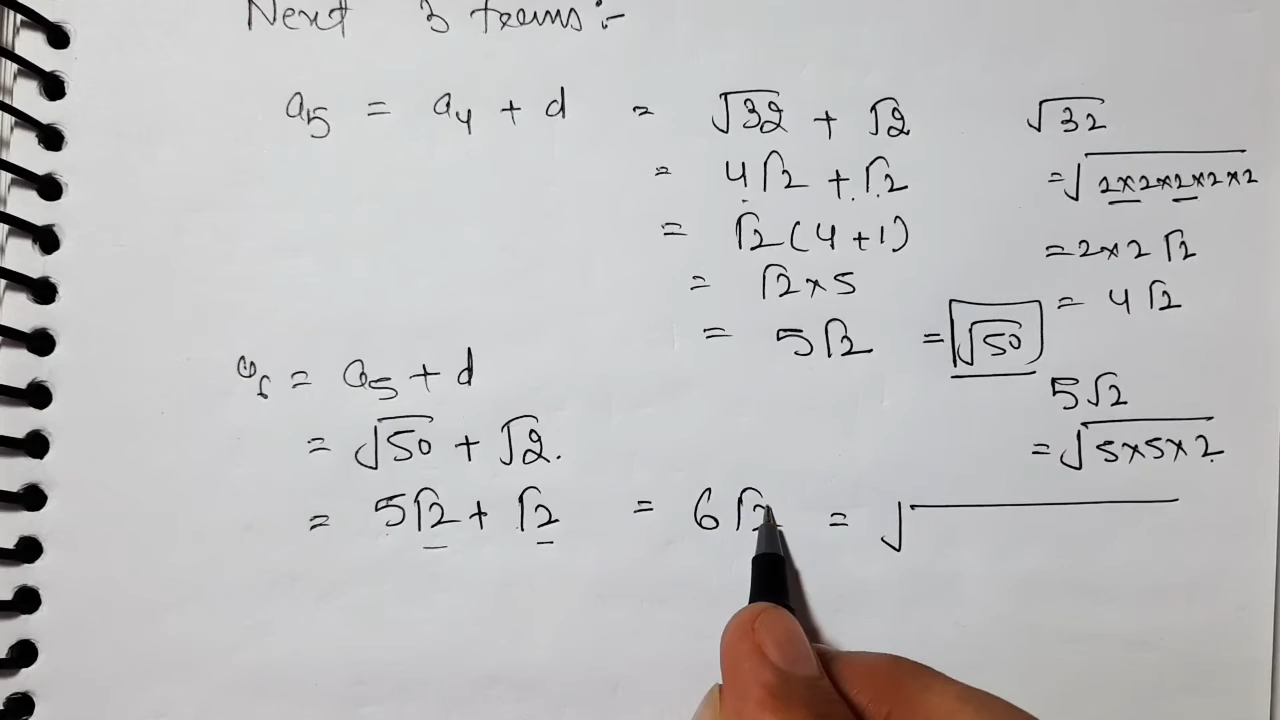 Next 3 terms :-
a5 = a4 + d = √32 + √2
= 4√2 + √2
= √2(4+1)
= √2×5
= 5√2 = √50
√32
=√2×2×2×2×2
=2×2√2
= 4√2
5√2
=√5×5×2
a6 = a5 + d
= √50 + √2.
= 5√2 + √2 = 6√2 = √